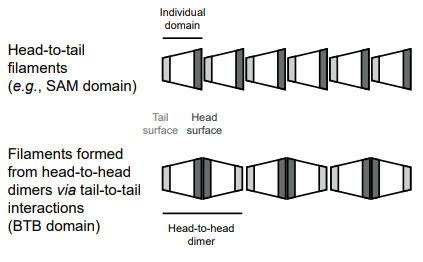 Individual
domain
Head-to-tail
filaments
(e.g., SAM domain)
Tail
surface
Head
surface
Filaments formed
from head-to-head
dimers via tail-to-tail
interactions
(BTB domain)
Head-to-head
dimer